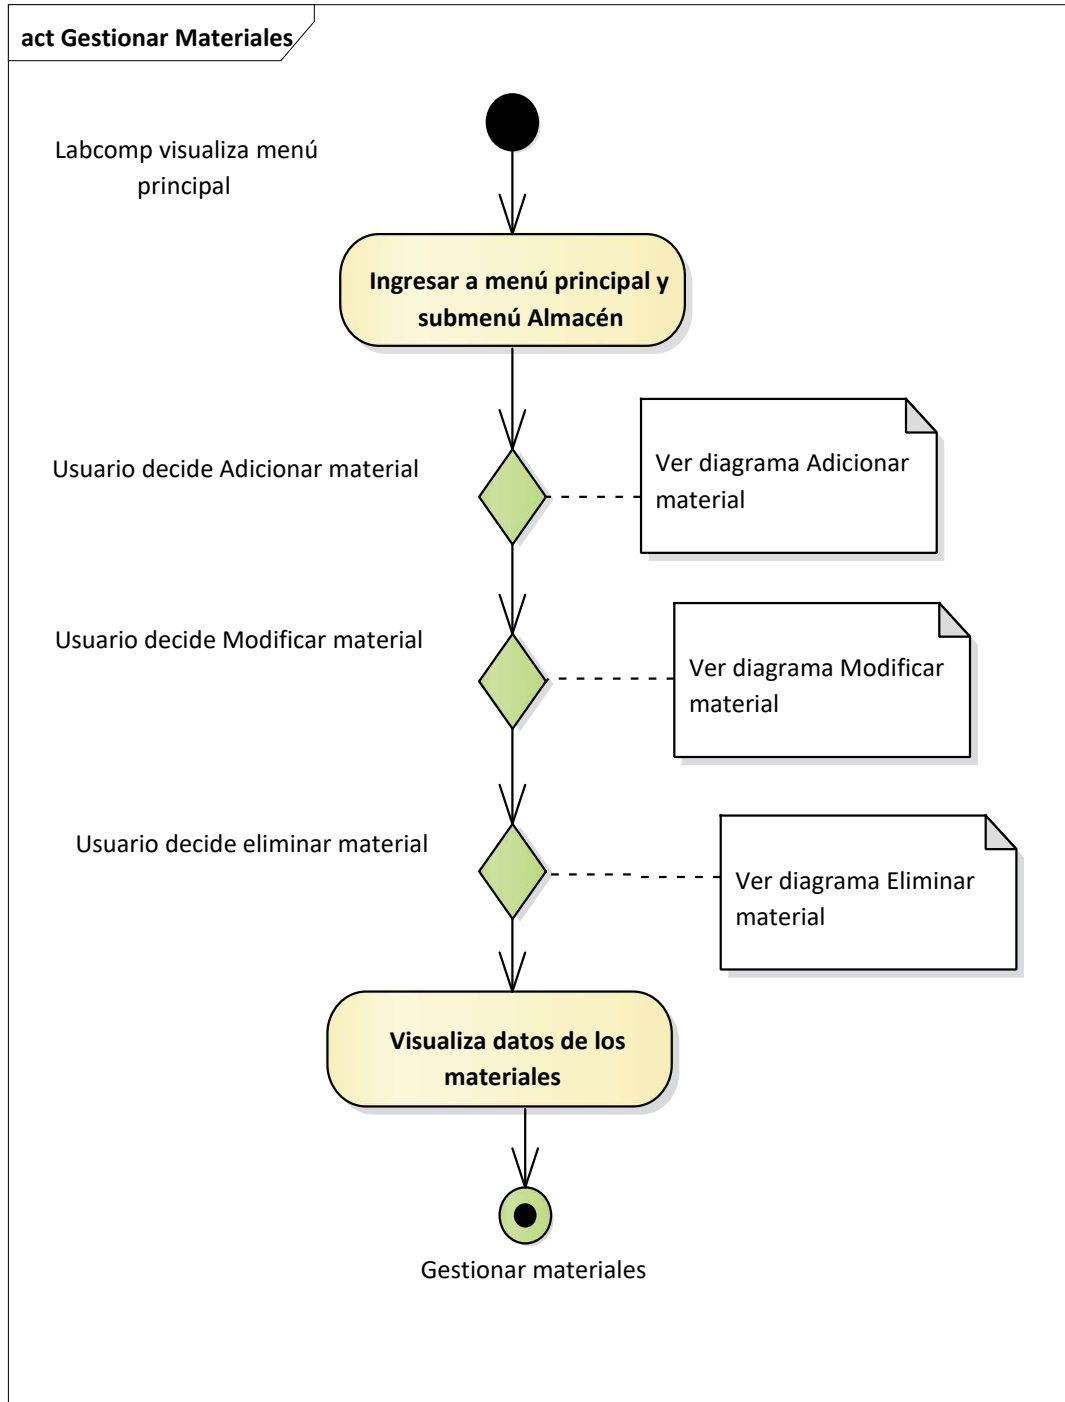 act Gestionar Materiales
Labcomp visualiza menú
principal
Ingresar a menú principal y
submenú Almacén
Usuario decide Adicionar material
Ver diagrama Adicionar
material
Usuario decide Modificar material
Ver diagrama Modificar
material
Usuario decide eliminar material
Ver diagrama Eliminar
material
Visualiza datos de los
materiales
Gestionar materiales